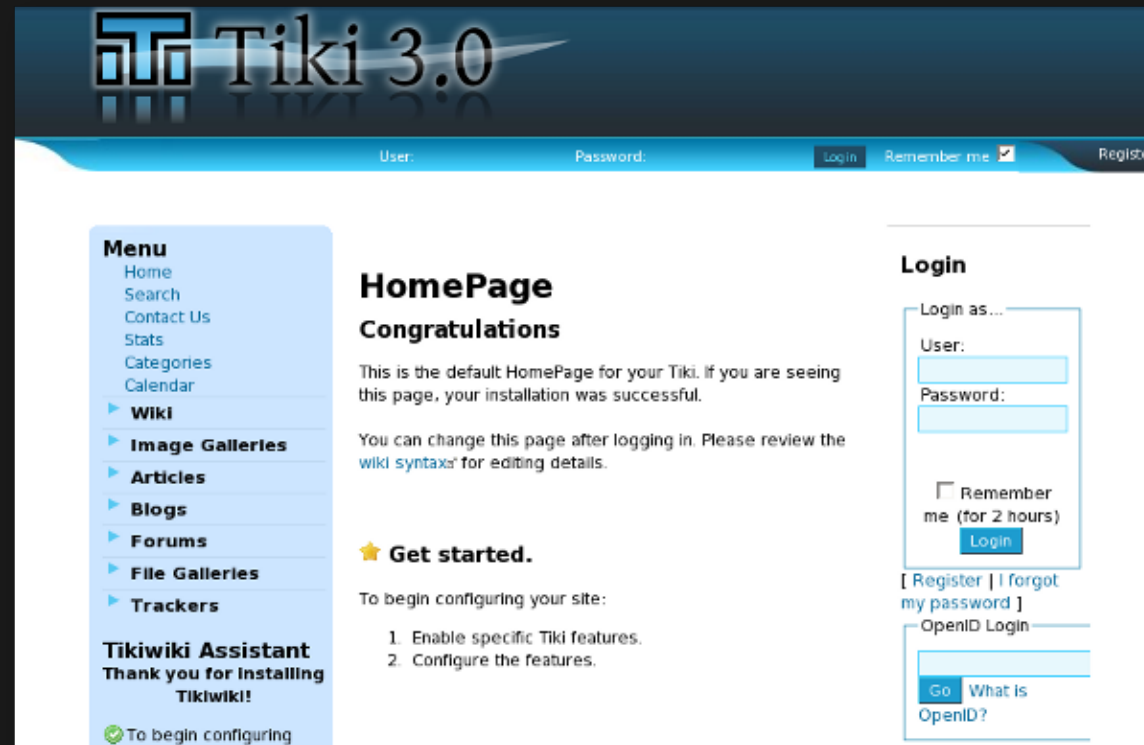 Tiki 3.0
User: Password: Login Remember me
Menu
Home
Search
Contact Us
Stats
Categories
Calendar
Wiki
Image Galleries
Articles
Blogs
Forums
File Galleries
Trackers
Tikiwiki Assistant
Thank you for installing
Tikiwiki!
To begin configuring
HomePage
Congratulations
This is the default HomePage for your Tiki. If you are seeing
this page, your installation was successful.
You can change this page after logging in. Please review the
wiki syntax for editing details.
Get started.
To begin configuring your site:
1. Enable specific Tiki features.
2. Configure the features.
Login
Login as...
User:
Password:
Remember
me (for 2 hours)
Login
[ Register | I forgot
my password ]
OpenID Login
Go What is
OpenID?